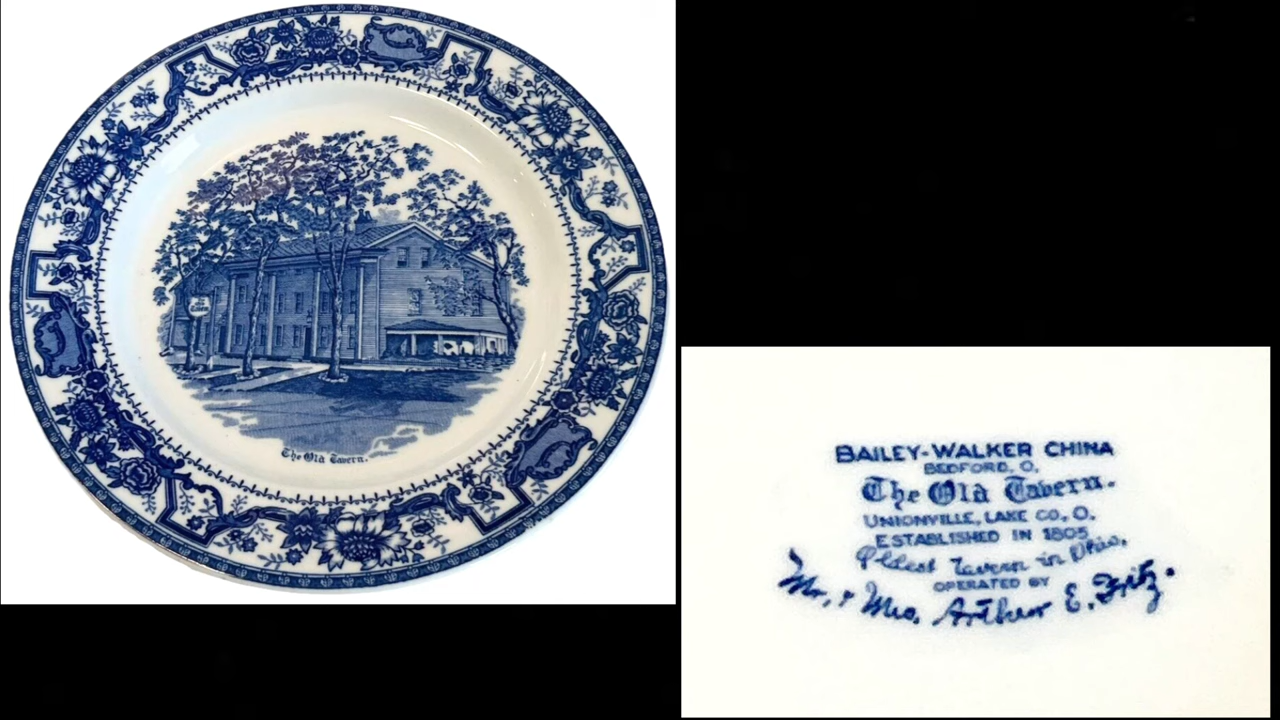 The Old Tavern.
BAILEY-WALKER CHINA
BEDFORD, O.
The Old Tavern.
UNIONVILLE, LAKE CO., O.
ESTABLISHED IN 1805
Oldest Tavern in Ohio,
OPERATED BY
Mr, & Mrs. Arthur E. Fritz.